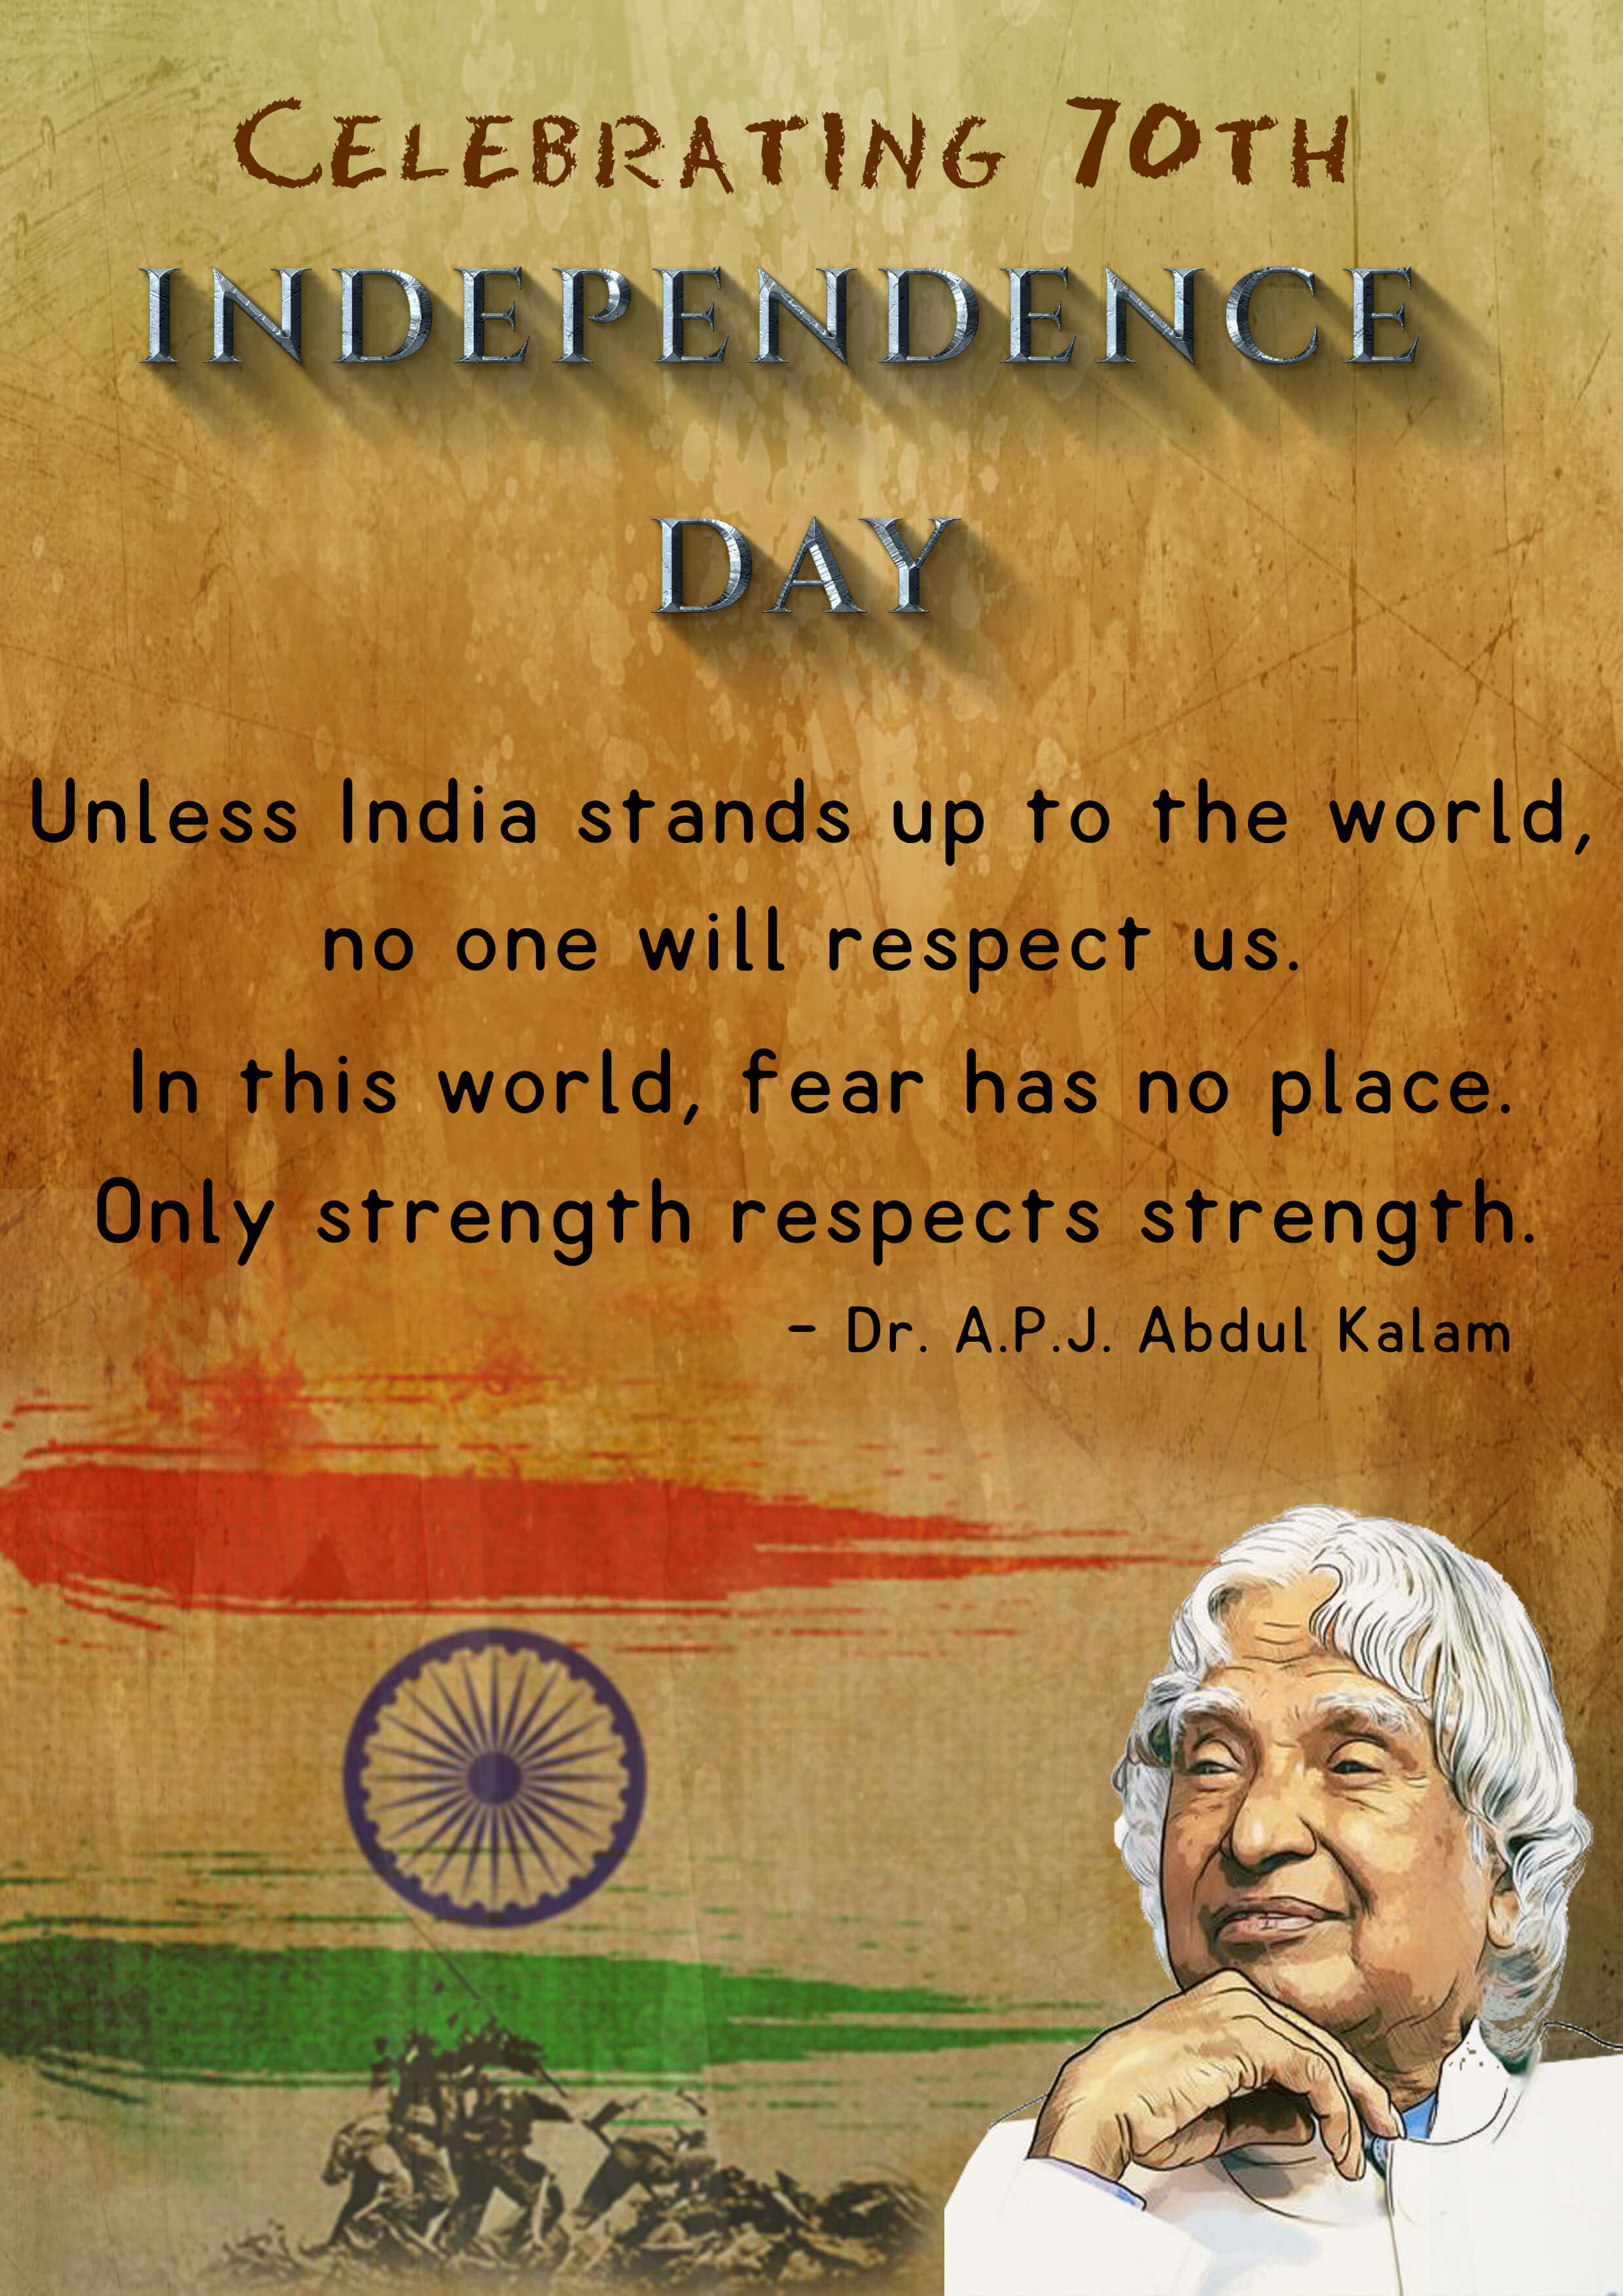 Celebrating 70th
INDEPENDENCE
DAY
Unless India stands up to the world,
no one will respect us.
In this world, fear has no place.
Only strength respects strength.
- Dr. A.P.J. Abdul Kalam